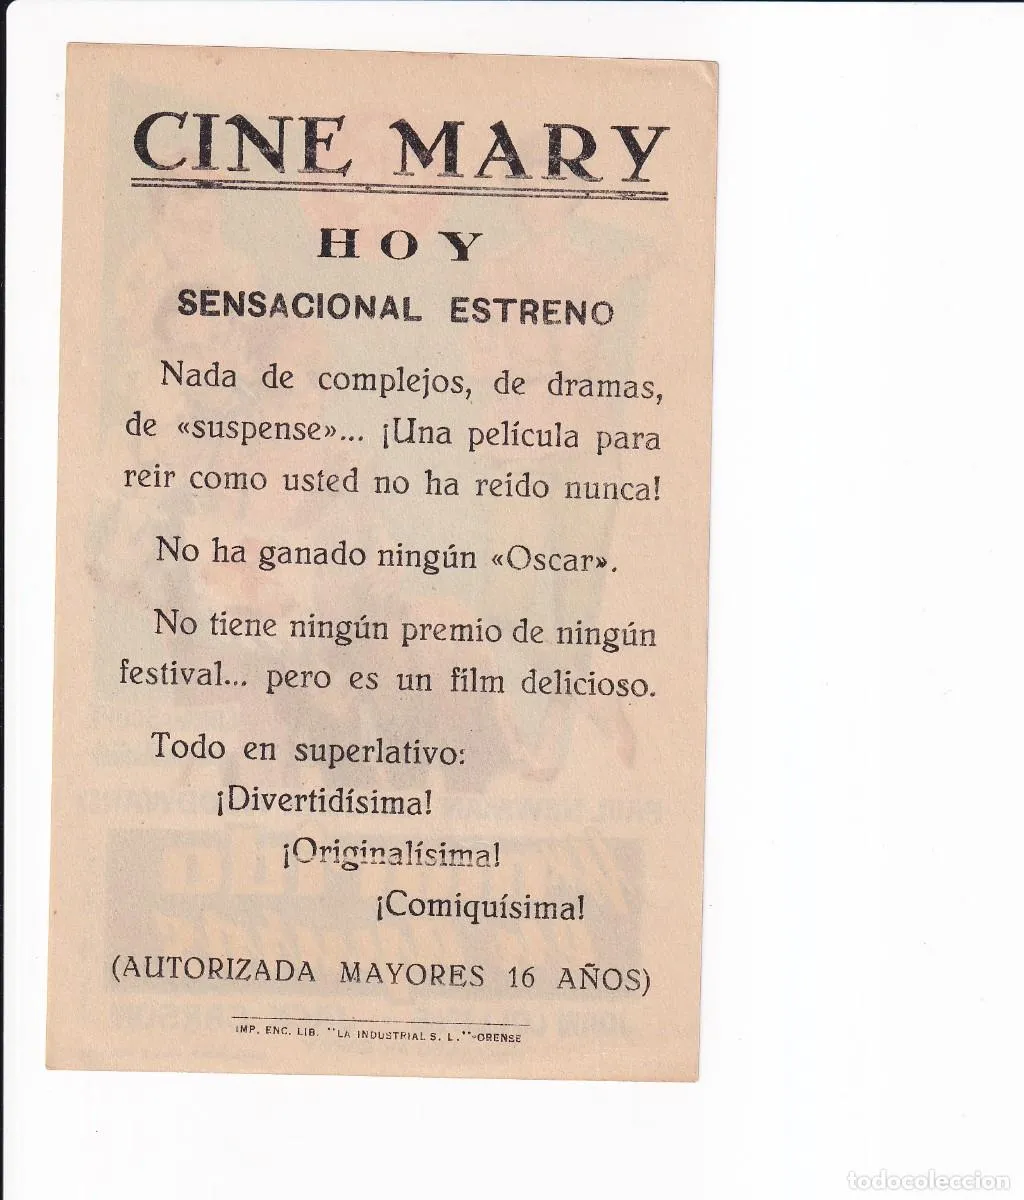 CINE MARY
HOY
SENSACIONAL ESTRENO
Nada de complejos, de dramas,
de «suspense»... ¡Una película para
reir como usted no ha reído nunca!
No ha ganado ningún «Oscar».
No tiene ningún premio de ningún
festival... pero es un film delicioso.
Todo en superlativo:
¡Divertidísima!
¡Originalísima!
¡Comiquísima!
(AUTORIZADA MAYORES 16 AÑOS)
IMP. ENC. LIB. "LA INDUSTRIAL S. L."-ORENSE
todocoleccion